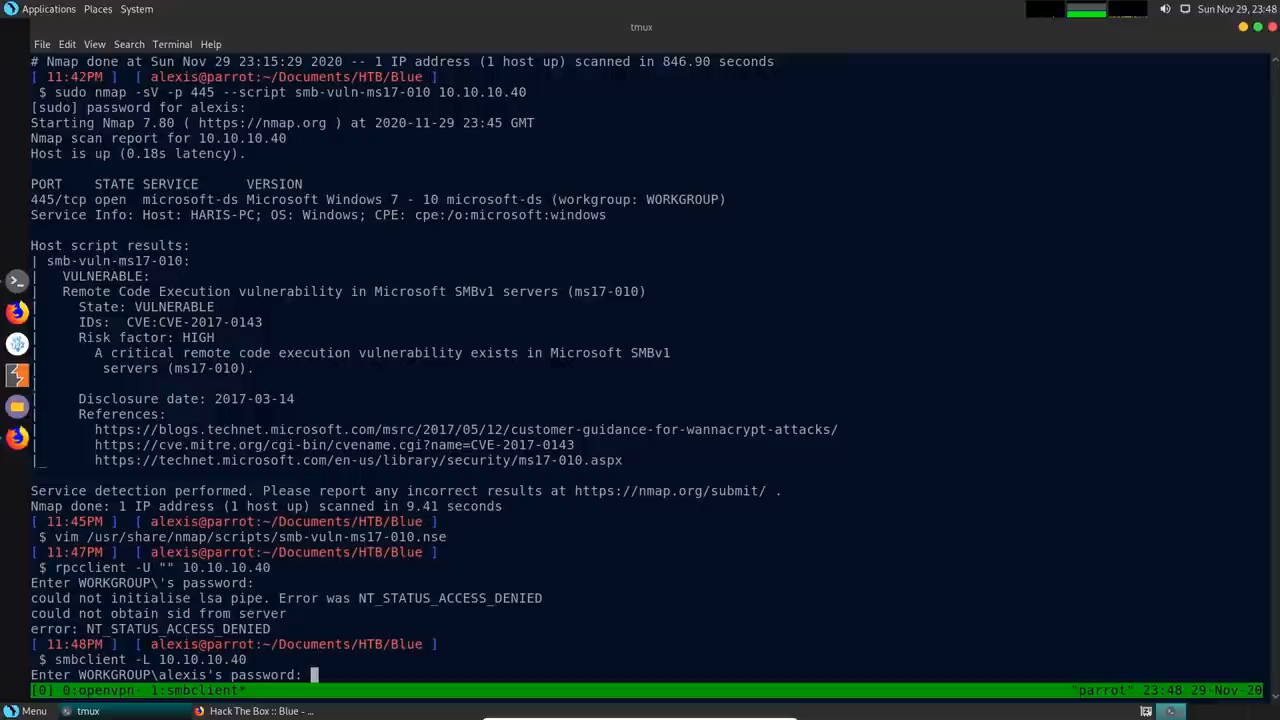 Applications Places System
Sun Nov 29, 23:48
tmux
File Edit View Search Terminal Help
# Nmap done at Sun Nov 29 23:15:29 2020 -- 1 IP address (1 host up) scanned in 846.90 seconds
[ 11:42PM ] [ alexis@parrot:~/Documents/HTB/Blue ]
$ sudo nmap -sV -p 445 --script smb-vuln-ms17-010 10.10.10.40
[sudo] password for alexis:
Starting Nmap 7.80 ( https://nmap.org ) at 2020-11-29 23:45 GMT
Nmap scan report for 10.10.10.40
Host is up (0.18s latency).
PORT STATE SERVICE VERSION
445/tcp open microsoft-ds Microsoft Windows 7 - 10 microsoft-ds (workgroup: WORKGROUP)
Service Info: Host: HARIS-PC; OS: Windows; CPE: cpe:/o:microsoft:windows
Host script results:
| smb-vuln-ms17-010:
| VULNERABLE:
| Remote Code Execution vulnerability in Microsoft SMBv1 servers (ms17-010)
| State: VULNERABLE
| IDs: CVE:CVE-2017-0143
| Risk factor: HIGH
| A critical remote code execution vulnerability exists in Microsoft SMBv1
| servers (ms17-010).
|
| Disclosure date: 2017-03-14
| References:
| https://blogs.technet.microsoft.com/msrc/2017/05/12/customer-guidance-for-wannacrypt-attacks/
| https://cve.mitre.org/cgi-bin/cvename.cgi?name=CVE-2017-0143
|_ https://technet.microsoft.com/en-us/library/security/ms17-010.aspx
Service detection performed. Please report any incorrect results at https://nmap.org/submit/ .
Nmap done: 1 IP address (1 host up) scanned in 9.41 seconds
[ 11:45PM ] [ alexis@parrot:~/Documents/HTB/Blue ]
$ vim /usr/share/nmap/scripts/smb-vuln-ms17-010.nse
[ 11:47PM ] [ alexis@parrot:~/Documents/HTB/Blue ]
$ rpcclient -U "" 10.10.10.40
Enter WORKGROUP\'s password:
could not initialise lsa pipe. Error was NT_STATUS_ACCESS_DENIED
could not obtain sid from server
error: NT_STATUS_ACCESS_DENIED
[ 11:48PM ] [ alexis@parrot:~/Documents/HTB/Blue ]
$ smbclient -L 10.10.10.40
Enter WORKGROUP\alexis's password:
[0] 0:openvpn- 1:smbclient* "parrot" 23:48 29-Nov-20
Menu tmux Hack The Box :: Blue - ...